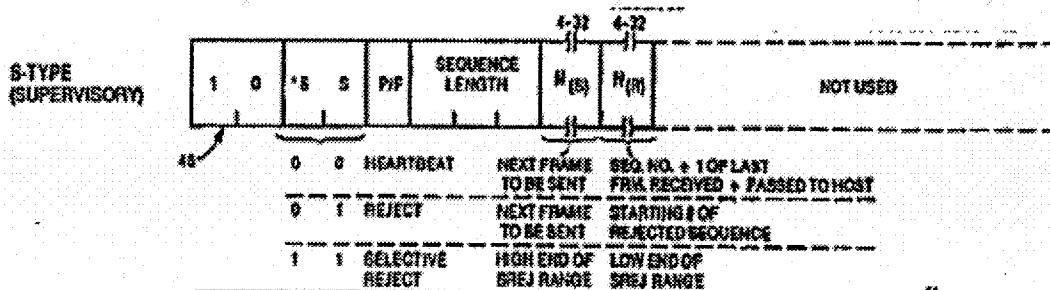 4-32 4-32
S-TYPE (SUPERVISORY)
1 0 *S S P/F SEQUENCE LENGTH N(S) N(R) NOT USED
48
0 0 HEARTBEAT NEXT FRAME TO BE SENT SEQ. NO. + 1 OF LAST FRM. RECEIVED + PASSED TO HOST
0 1 REJECT NEXT FRAME TO BE SENT STARTING # OF REJECTED SEQUENCE
1 1 SELECTIVE REJECT HIGH END OF SREJ RANGE LOW END OF SREJ RANGE